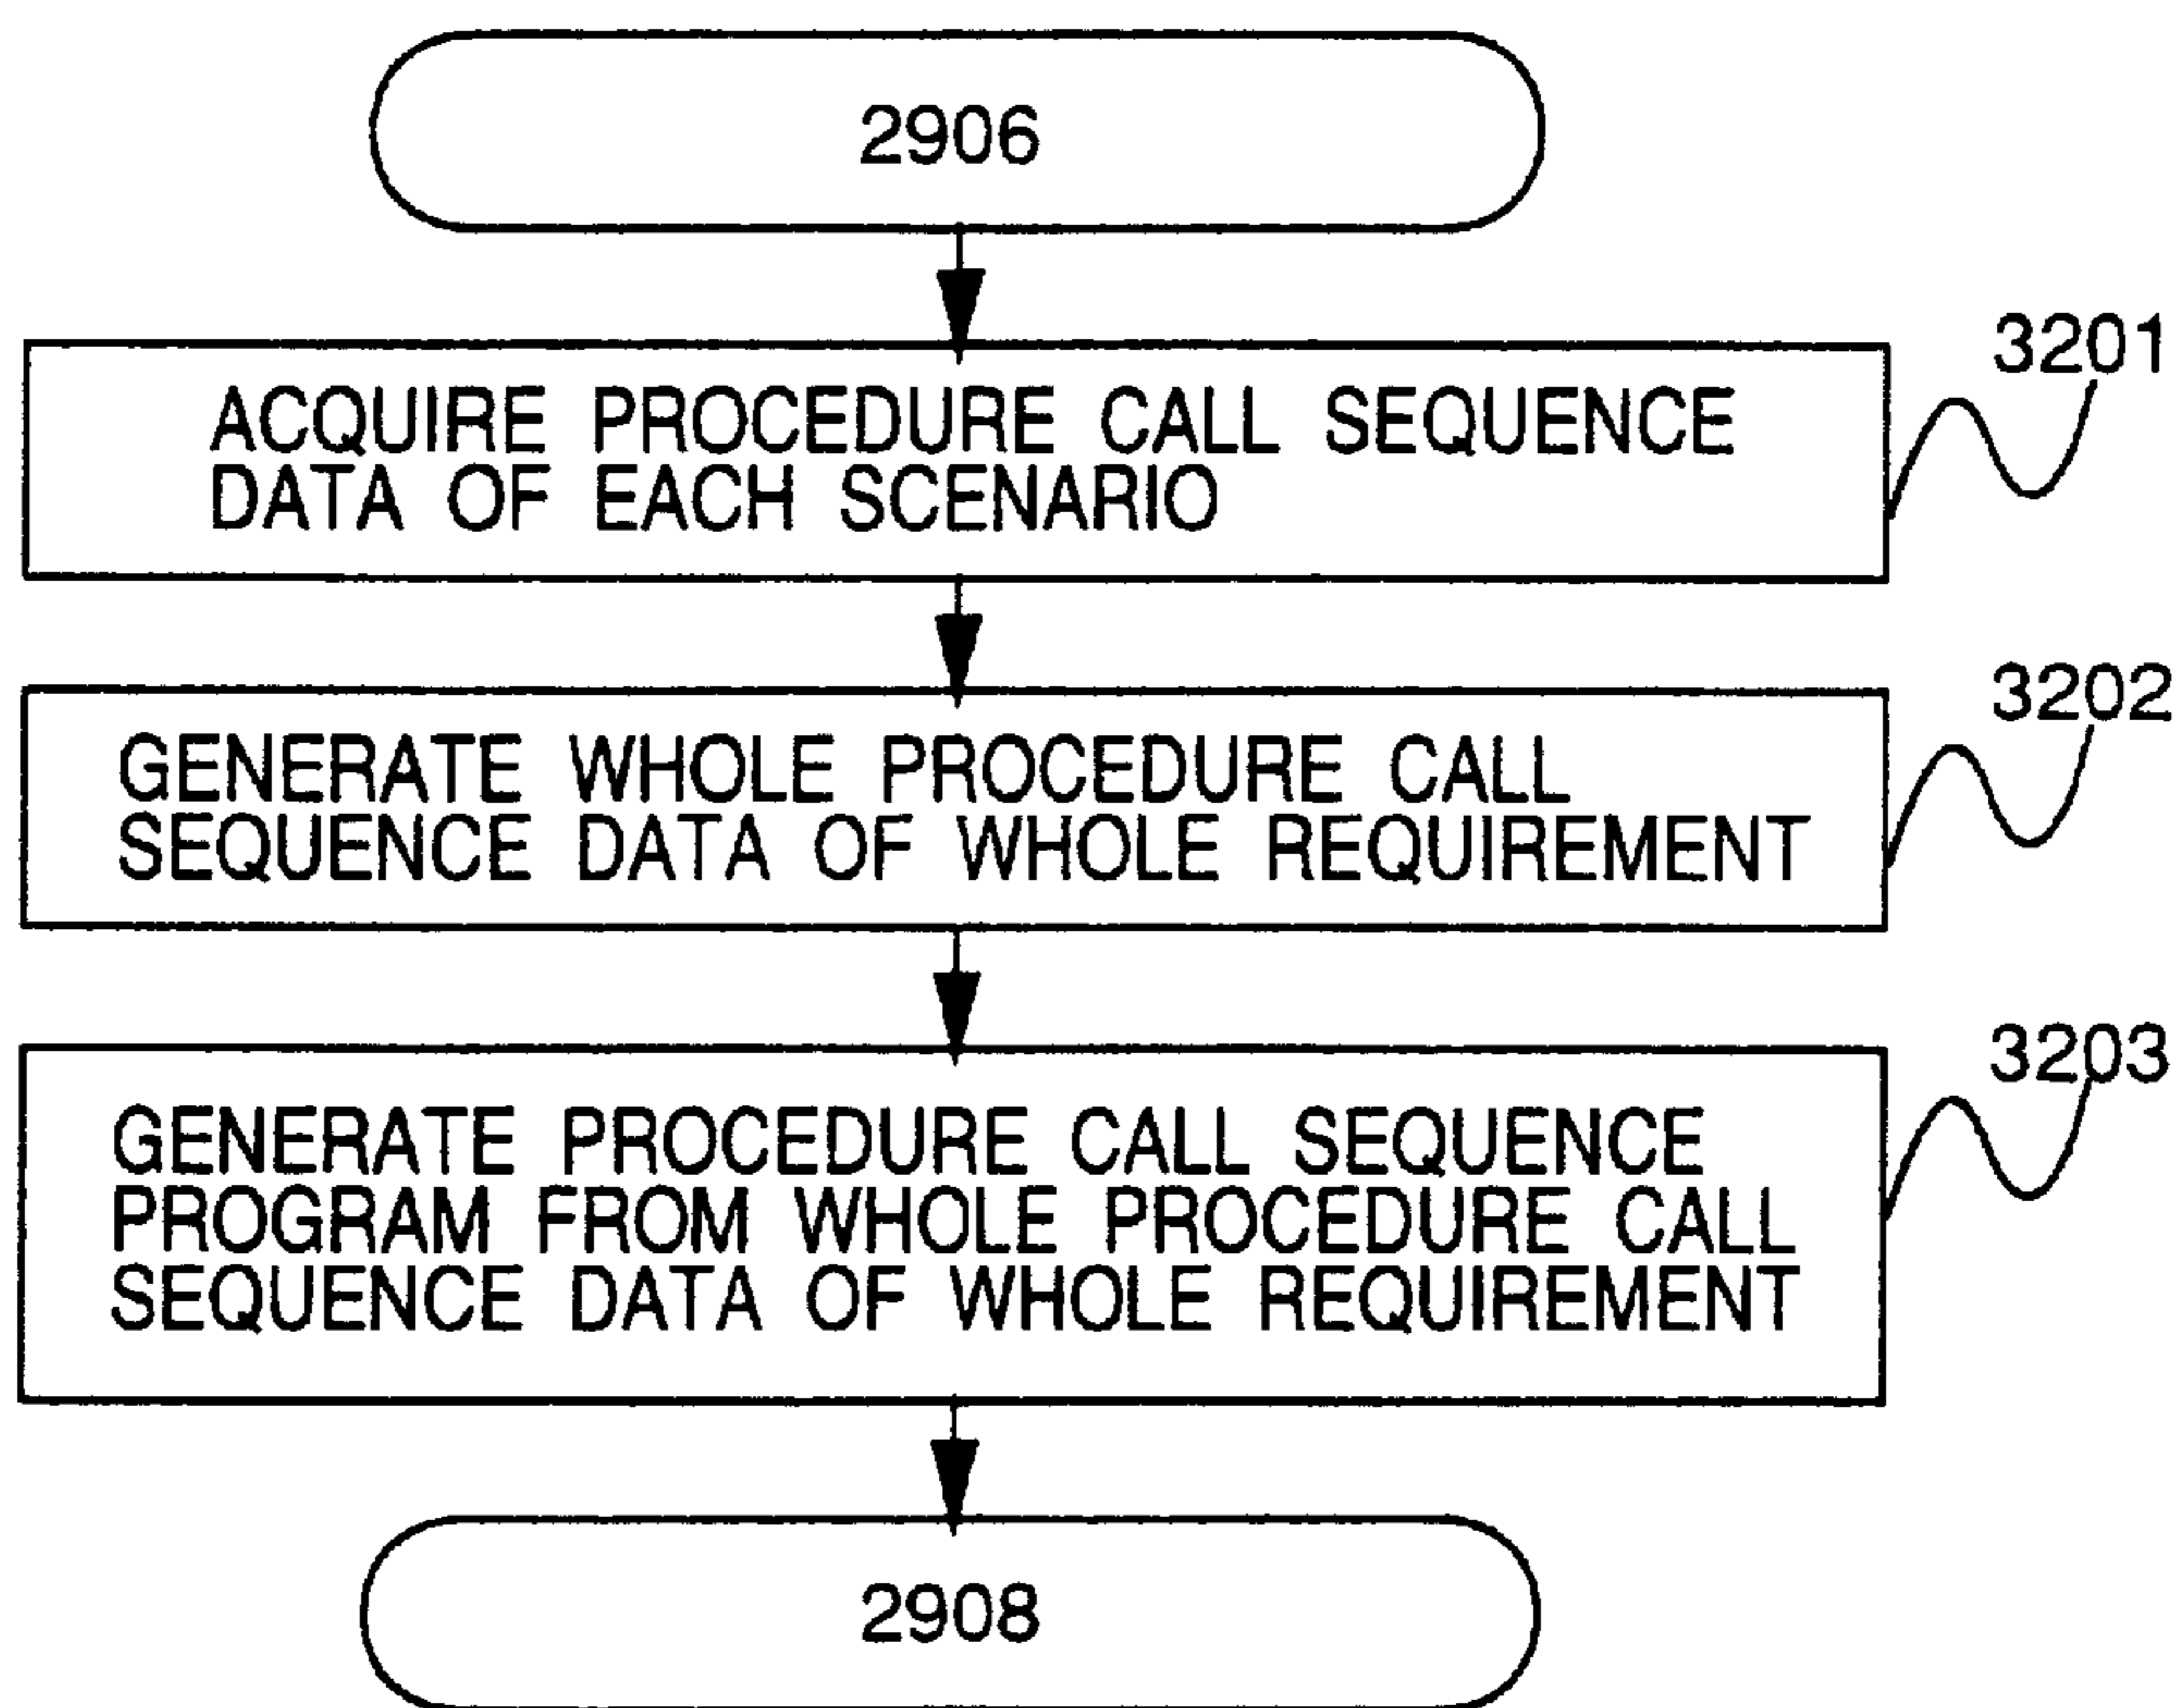 2906
3201
ACQUIRE PROCEDURE CALL SEQUENCE
DATA OF EACH SCENARIO
3202
GENERATE WHOLE PROCEDURE CALL
SEQUENCE DATA OF WHOLE REQUIREMENT
3203
GENERATE PROCEDURE CALL SEQUENCE
PROGRAM FROM WHOLE PROCEDURE CALL
SEQUENCE DATA OF WHOLE REQUIREMENT
2908